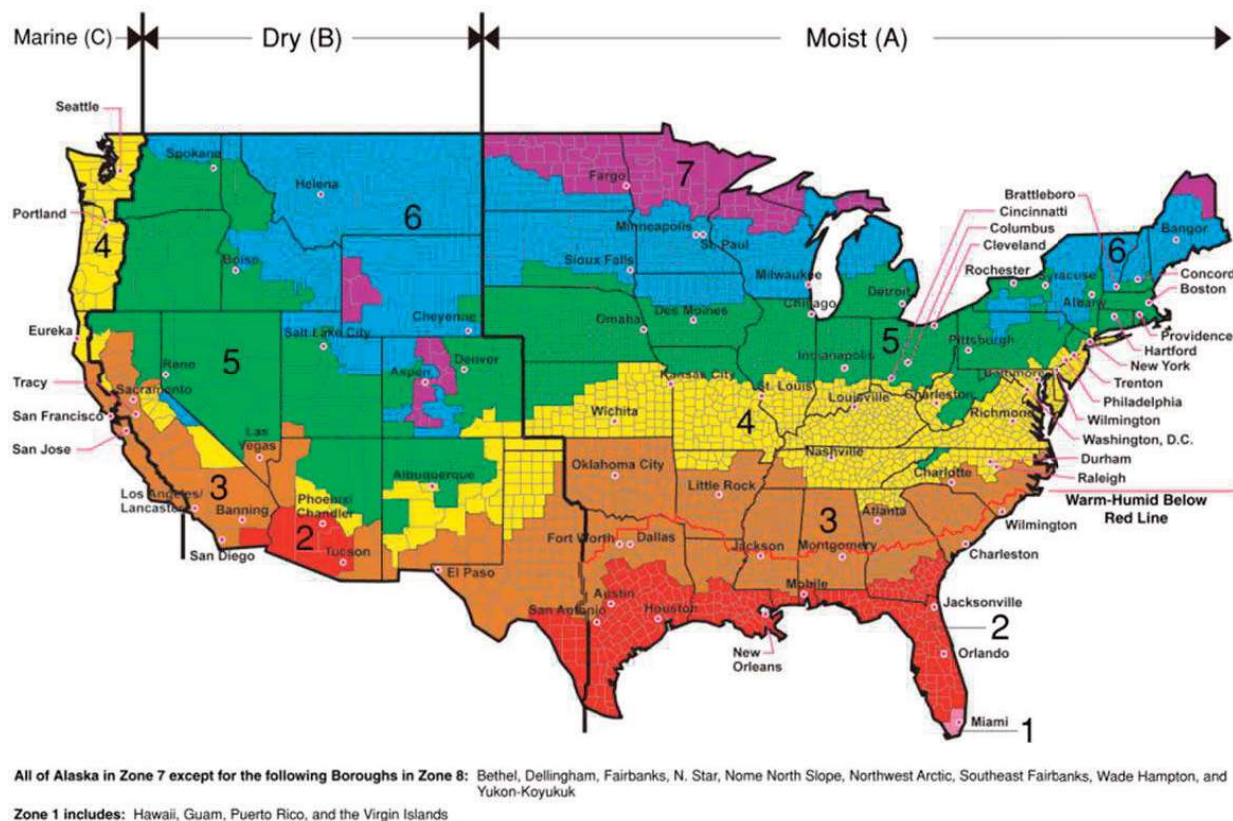 Marine (C)
Dry (B)
Moist (A)
Seattle
Spokane
Helena
6
Fargo
7
Portland
4
Boise
Minneapolis
St. Paul
Sioux Falls
Milwaukee
Brattleboro
Cincinnatti
Columbus
Cleveland
Rochester
Syracuse
6
Bangor
Albany
Concord
Boston
Detroit
Chicago
Eureka
Reno
5
Salt Lake City
Cheyenne
Omaha
Des Moines
Indianapolis
5
Pittsburgh
Providence
Hartford
New York
Trenton
Philadelphia
Wilmington
Washington, D.C.
Tracy
Sacramento
San Francisco
San Jose
Aspen
Denver
Kansas City
St. Louis
Louisville
Charleston
Baltimore
Richmond
Wichita
4
Nashville
Durham
Raleigh
Charlotte
Las
Vegas
Albuquerque
Oklahoma City
Little Rock
Los Angeles/
Lancaster
3
Banning
Phoenix/
Chandler
2
Tucson
San Diego
El Paso
Fort Worth
Dallas
Jackson
Montgomery
3
Atlanta
Warm-Humid Below
Red Line
Wilmington
Charleston
Austin
San Antonio
Houston
Mobile
New
Orleans
Jacksonville
2
Orlando
Miami
1
All of Alaska in Zone 7 except for the following Boroughs in Zone 8: Bethel, Dellingham, Fairbanks, N. Star, Nome North Slope, Northwest Arctic, Southeast Fairbanks, Wade Hampton, and
Yukon-Koyukuk
Zone 1 includes: Hawaii, Guam, Puerto Rico, and the Virgin Islands